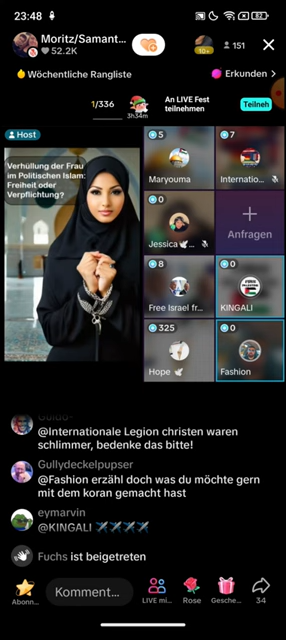 23:48
82
Moritz/Samant...
52.2K
10+
151
Wöchentliche Rangliste
Erkunden >
1/336
3h34m
An LIVE Fest
teilnehmen
Teilneh
Host
Verhüllung der Frau
im Politischen Islam:
Freiheit oder
Verpflichtung?
5
Maryouma
7
Internatio...
0
Jessica
Anfragen
8
Free Israel fr...
0
KINGALI
325
Hope
0
Fashion
@Internationale Legion christen waren
schlimmer, bedenke das bitte!
Gullydeckelpupser
@Fashion erzähl doch was du möchte gern
mit dem koran gemacht hast
eymarvin
@KINGALI
Fuchs ist beigetreten
Abonn...
Komment...
LIVE mi...
Rose
Gesche...
34